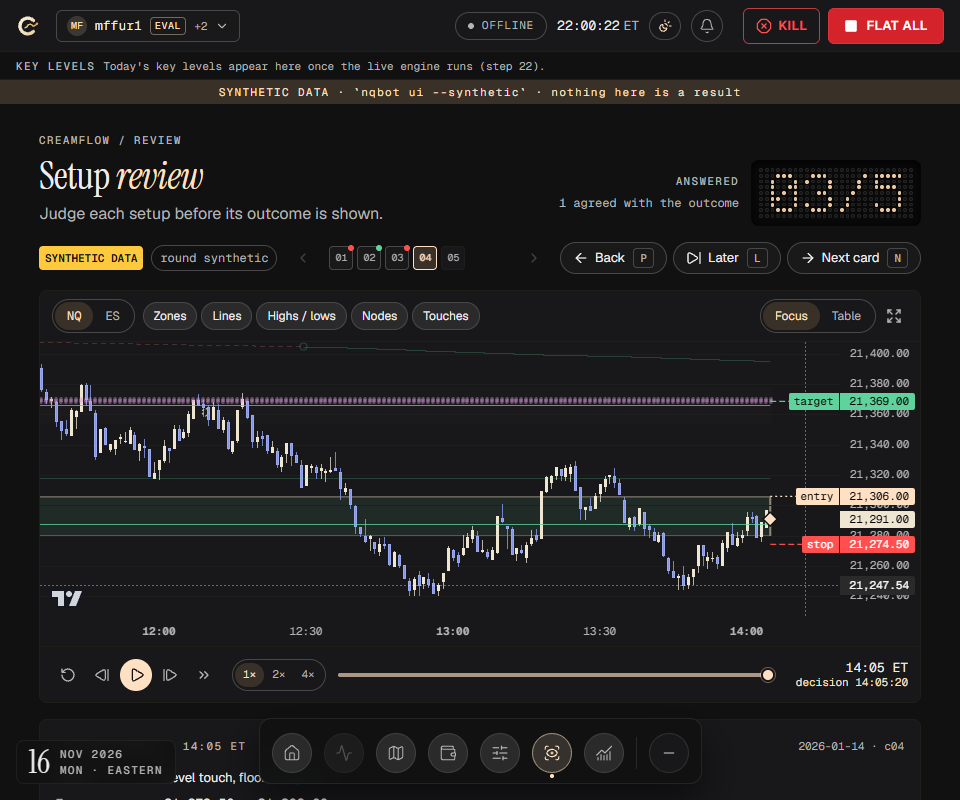 MF mffur1 EVAL +2
OFFLINE
22:00:22 ET
KILL
FLAT ALL
KEY LEVELS Today's key levels appear here once the live engine runs (step 22).
SYNTHETIC DATA · `nqbot ui --synthetic` · nothing here is a result
CREAMFLOW / REVIEW
Setup review
Judge each setup before its outcome is shown.
ANSWERED
1 agreed with the outcome
03/5
SYNTHETIC DATA
round synthetic
01 02 03 04 05
Back P
Later L
Next card N
NQ ES
Zones
Lines
Highs / lows
Nodes
Touches
Focus Table
21,400.00
21,380.00
target 21,369.00
21,360.00
21,340.00
21,320.00
entry 21,306.00
21,291.00
21,280.00
stop 21,274.50
21,260.00
21,247.54
21,240.00
12:00 12:30 13:00 13:30 14:00
1× 2× 4×
14:05 ET
decision 14:05:20
14:05 ET
2026-01-14 · c04
16 NOV 2026
MON · EASTERN
level touch,